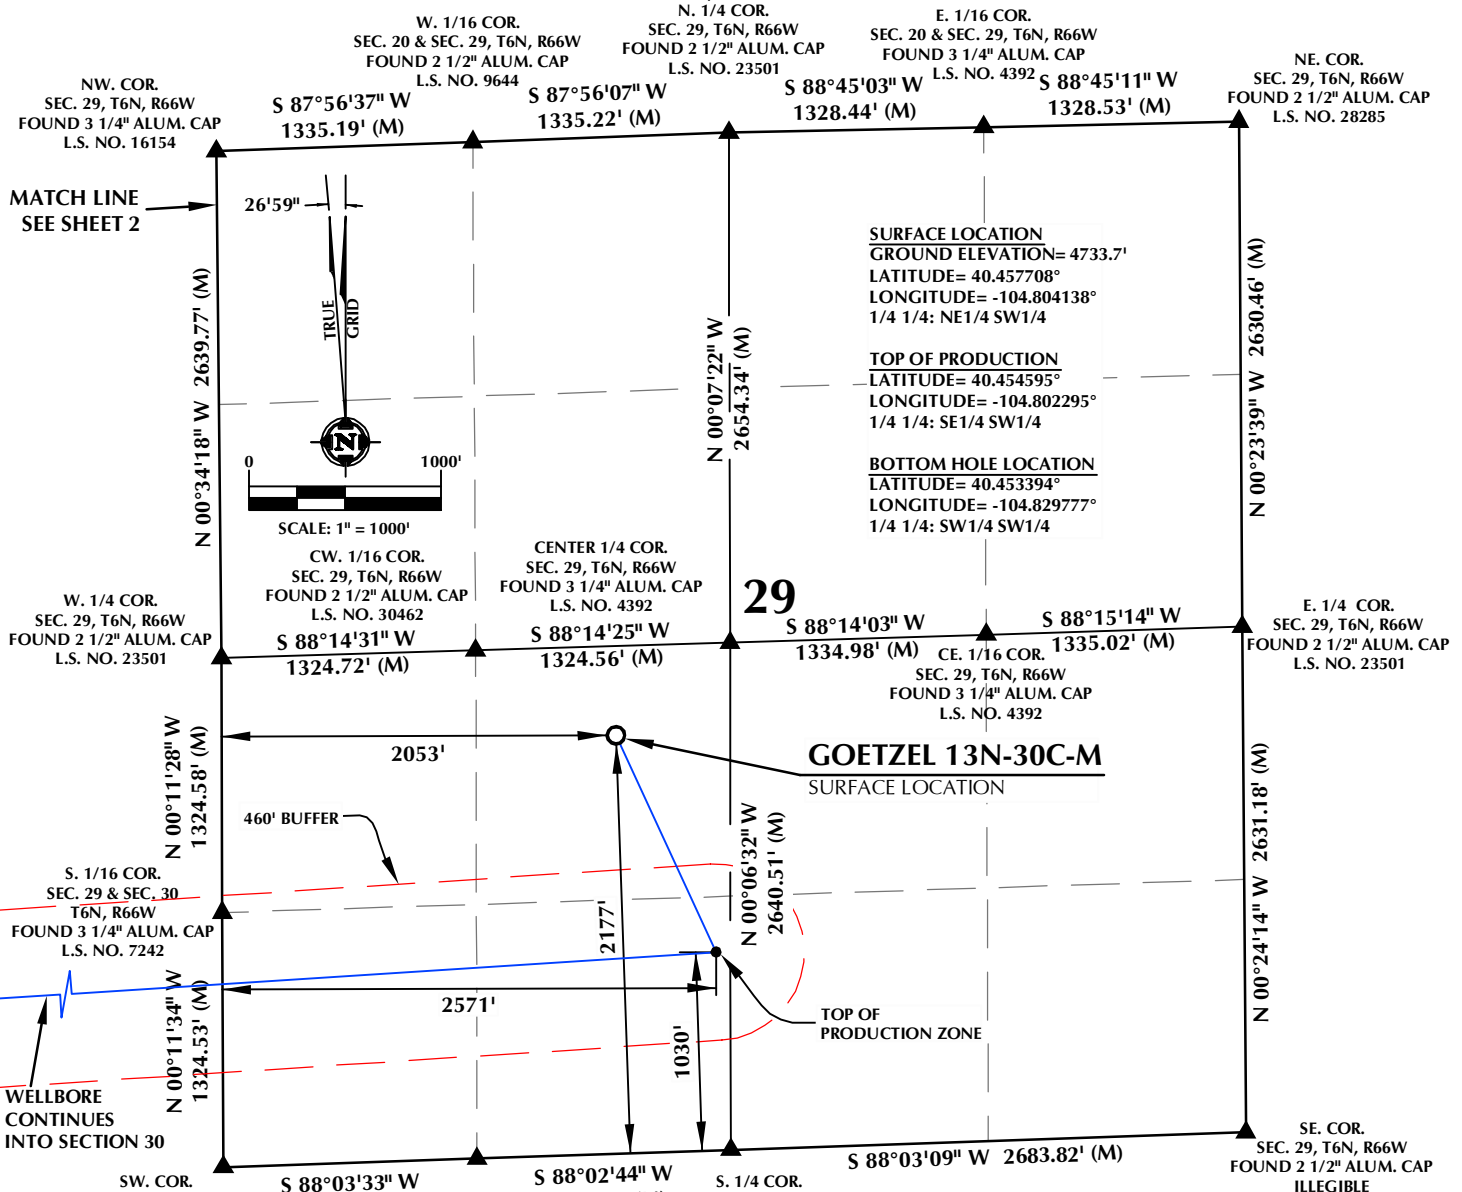 W. 1/16 COR.
SEC. 20 & SEC. 29, T6N, R66W
FOUND 2 1/2" ALUM. CAP
L.S. NO. 9644
N. 1/4 COR.
SEC. 29, T6N, R66W
FOUND 2 1/2" ALUM. CAP
L.S. NO. 23501
E. 1/16 COR.
SEC. 20 & SEC. 29, T6N, R66W
FOUND 3 1/4" ALUM. CAP
L.S. NO. 4392
NE. COR.
SEC. 29, T6N, R66W
FOUND 2 1/2" ALUM. CAP
L.S. NO. 28285
NW. COR.
SEC. 29, T6N, R66W
FOUND 3 1/4" ALUM. CAP
L.S. NO. 16154
S 87°56'37" W
1335.19' (M)
S 87°56'07" W
1335.22' (M)
S 88°45'03" W
1328.44' (M)
S 88°45'11" W
1328.53' (M)
MATCH LINE
SEE SHEET 2
26'59"
TRUE
GRID
N
0 1000'
SCALE: 1" = 1000'
N 00°34'18" W 2639.77' (M)
N 00°07'22" W
2654.34' (M)
N 00°23'39" W 2630.46' (M)
SURFACE LOCATION
GROUND ELEVATION= 4733.7'
LATITUDE= 40.457708°
LONGITUDE= -104.804138°
1/4 1/4: NE1/4 SW1/4
TOP OF PRODUCTION
LATITUDE= 40.454595°
LONGITUDE= -104.802295°
1/4 1/4: SE1/4 SW1/4
BOTTOM HOLE LOCATION
LATITUDE= 40.453394°
LONGITUDE= -104.829777°
1/4 1/4: SW1/4 SW1/4
W. 1/4 COR.
SEC. 29, T6N, R66W
FOUND 2 1/2" ALUM. CAP
L.S. NO. 23501
CW. 1/16 COR.
SEC. 29, T6N, R66W
FOUND 2 1/2" ALUM. CAP
L.S. NO. 30462
CENTER 1/4 COR.
SEC. 29, T6N, R66W
FOUND 3 1/4" ALUM. CAP
L.S. NO. 4392
29
E. 1/4 COR.
SEC. 29, T6N, R66W
FOUND 2 1/2" ALUM. CAP
L.S. NO. 23501
S 88°14'31" W
1324.72' (M)
S 88°14'25" W
1324.56' (M)
S 88°14'03" W
1334.98' (M)
S 88°15'14" W
1335.02' (M)
CE. 1/16 COR.
SEC. 29, T6N, R66W
FOUND 3 1/4" ALUM. CAP
L.S. NO. 4392
N 00°11'28" W
1324.58' (M)
2053'
GOETZEL 13N-30C-M
SURFACE LOCATION
460' BUFFER
N 00°06'32" W
2640.51' (M)
N 00°24'14" W 2631.18' (M)
S. 1/16 COR.
SEC. 29 & SEC. 30
T6N, R66W
FOUND 3 1/4" ALUM. CAP
L.S. NO. 7242
2177'
2571'
1030'
TOP OF
PRODUCTION ZONE
N 00°11'34" W
1324.53' (M)
WELLBORE
CONTINUES
INTO SECTION 30
SW. COR.
S 88°03'33" W
S 88°02'44" W
S. 1/4 COR.
S 88°03'09" W 2683.82' (M)
SE. COR.
SEC. 29, T6N, R66W
FOUND 2 1/2" ALUM. CAP
ILLEGIBLE